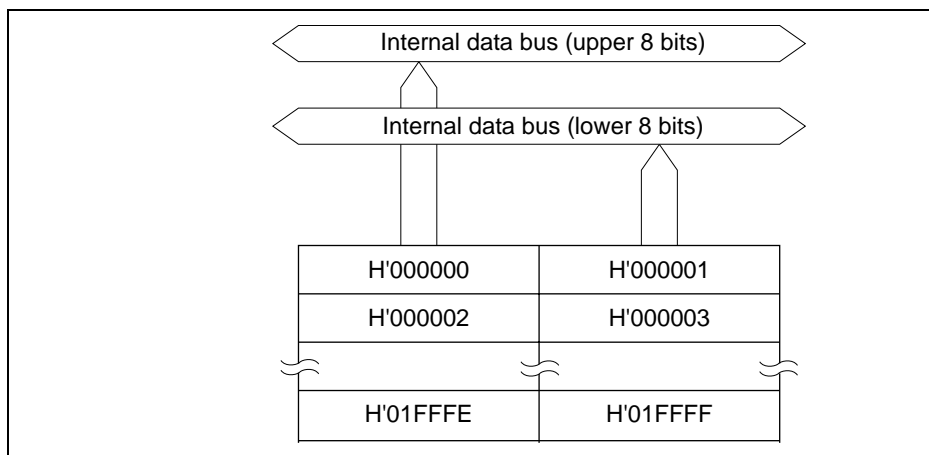 Internal data bus (upper 8 bits)
Internal data bus (lower 8 bits)
H'000000 H'000001
H'000002 H'000003
H'01FFFE H'01FFFF